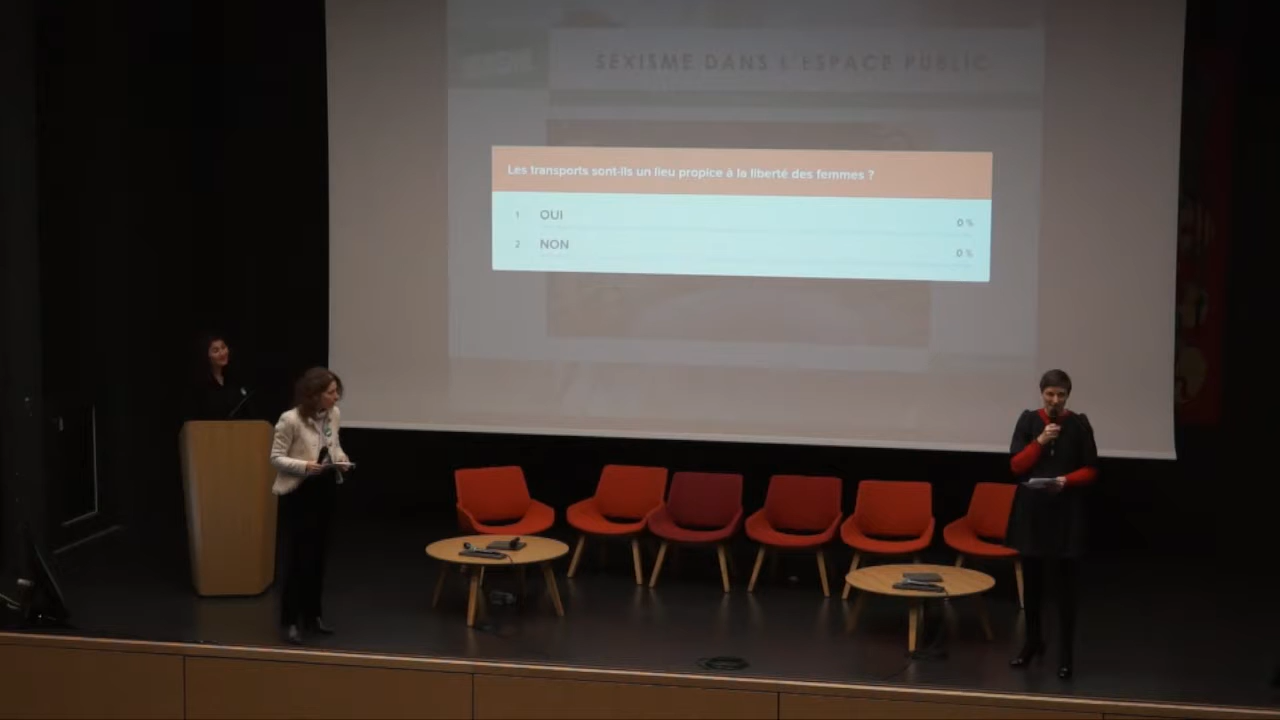 SEXISME DANS L'ESPACE PUBLIC
Les transports sont-ils un lieu propice à la liberté des femmes ?
1 OUI 0 %
2 NON 0 %